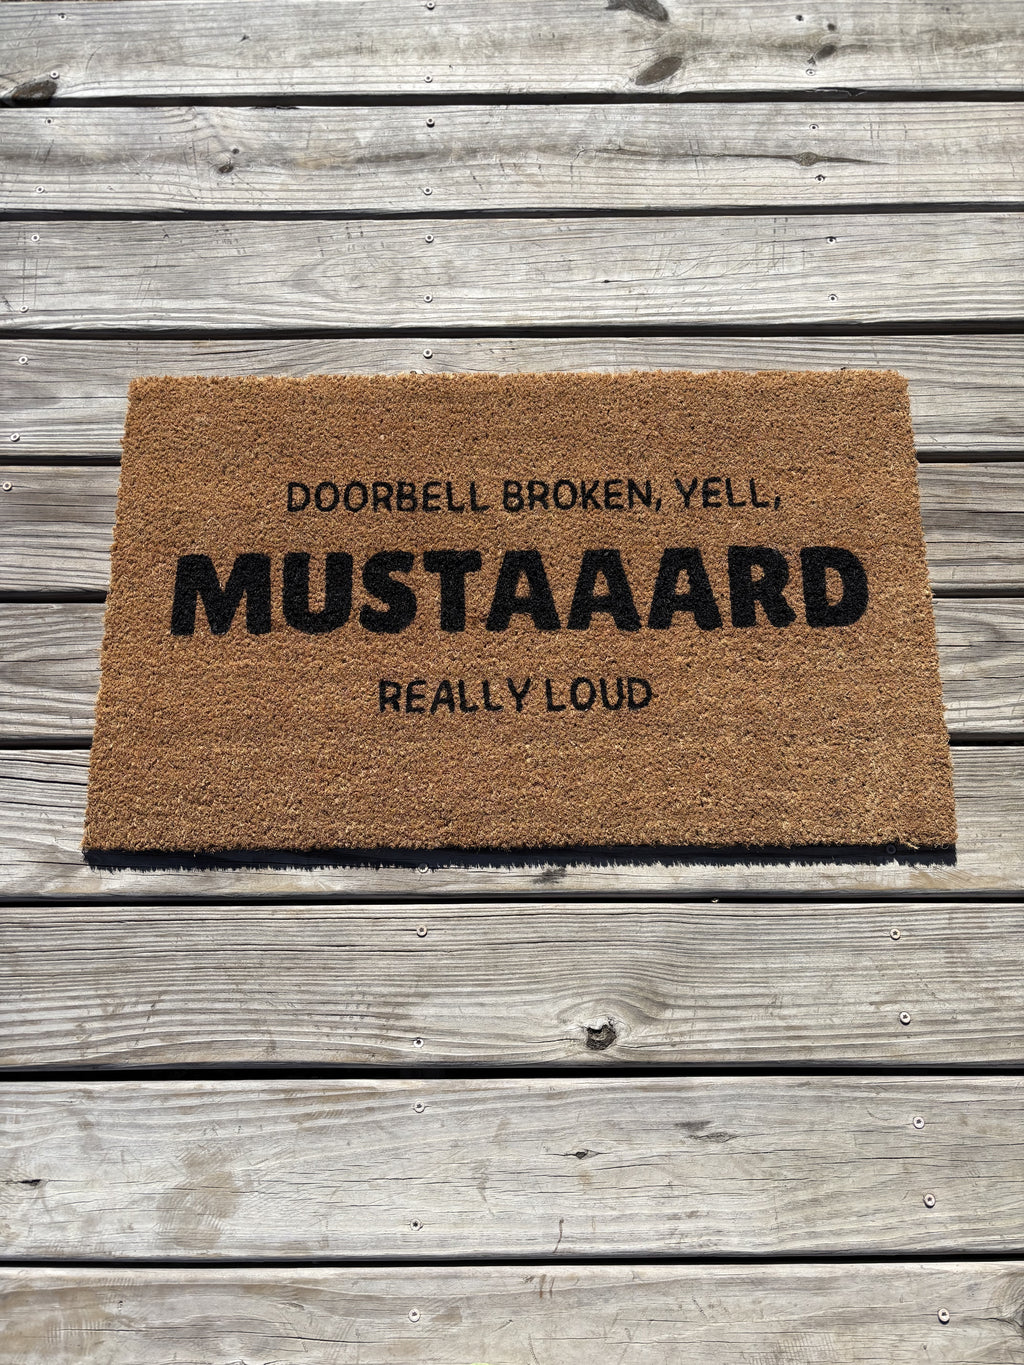 DOORBELL BROKEN, YELL,
MUSTAAARD
REALLY LOUD